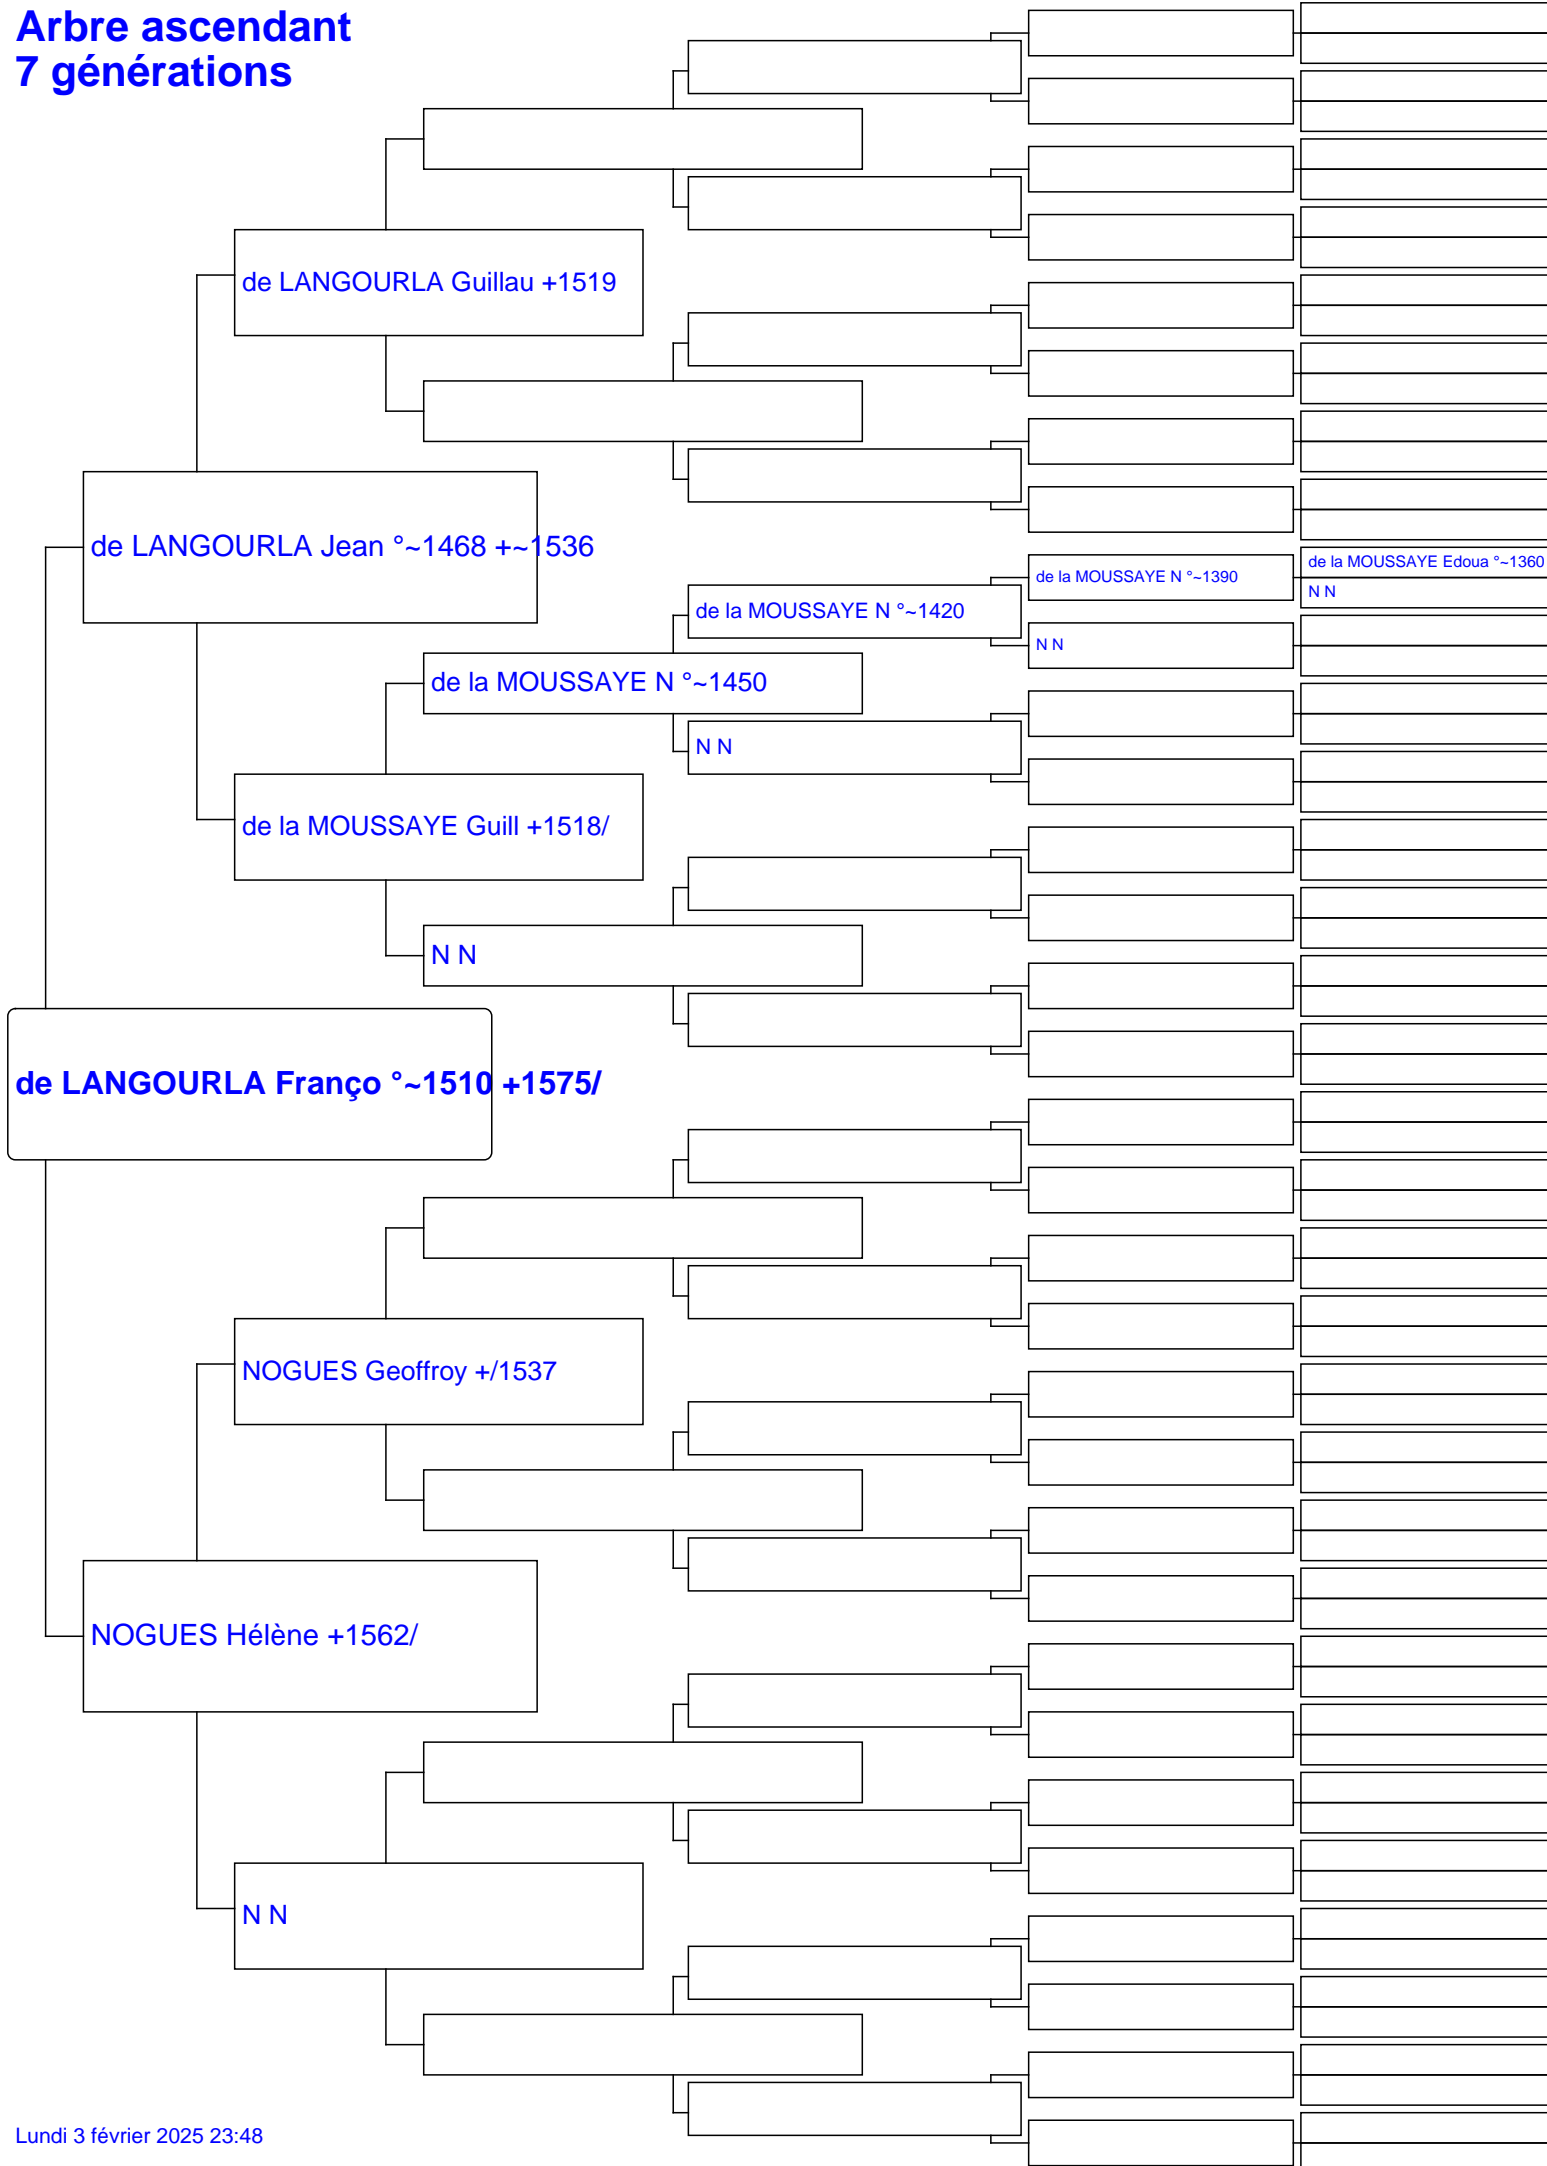 Arbre ascendant
7 générations
de LANGOURLA Guillau +1519
de LANGOURLA Jean °~1468 +~1536
de la MOUSSAYE Edoua °~1360
de la MOUSSAYE N °~1390
N N
de la MOUSSAYE N °~1420
N N
de la MOUSSAYE N °~1450
N N
de la MOUSSAYE Guill +1518/
N N
de LANGOURLA Franço °~1510 +1575/
NOGUES Geoffroy +/1537
NOGUES Hélène +1562/
N N
Lundi 3 février 2025 23:48